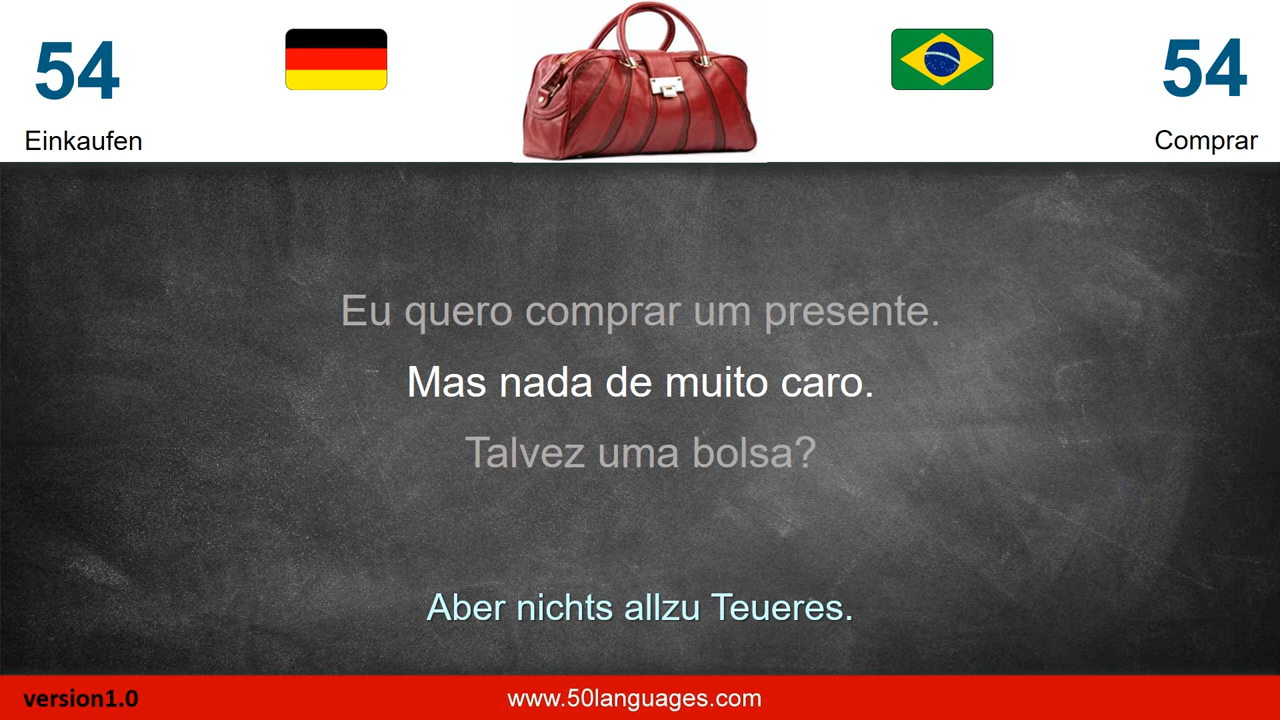 54
54
Einkaufen
Comprar
Eu quero comprar um presente.
Mas nada de muito caro.
Talvez uma bolsa?
Aber nichts allzu Teueres.
version1.0
www.50languages.com